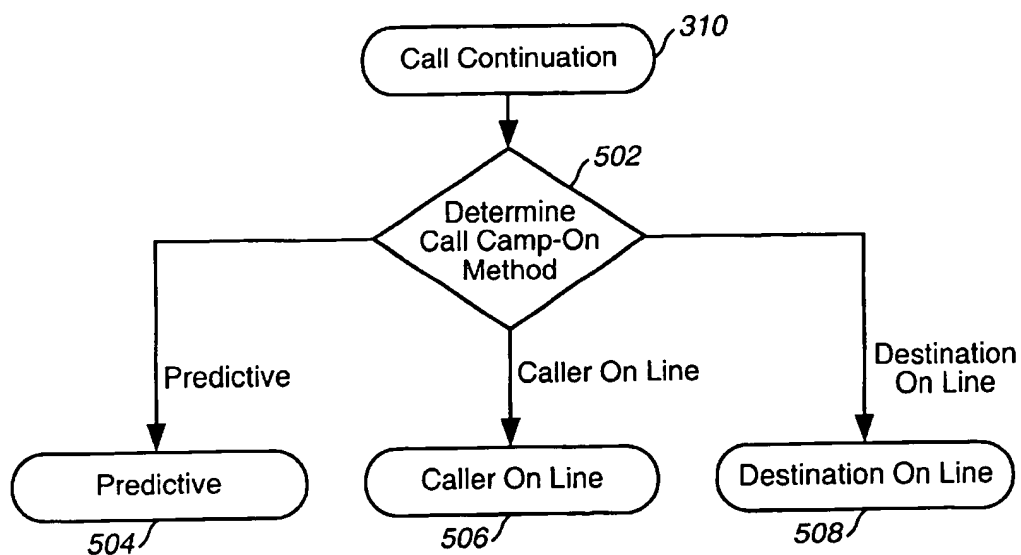 310
Call Continuation
502
Determine
Call Camp-On
Method
Predictive
Caller On Line
Destination
On Line
Predictive
Caller On Line
Destination On Line
504
506
508